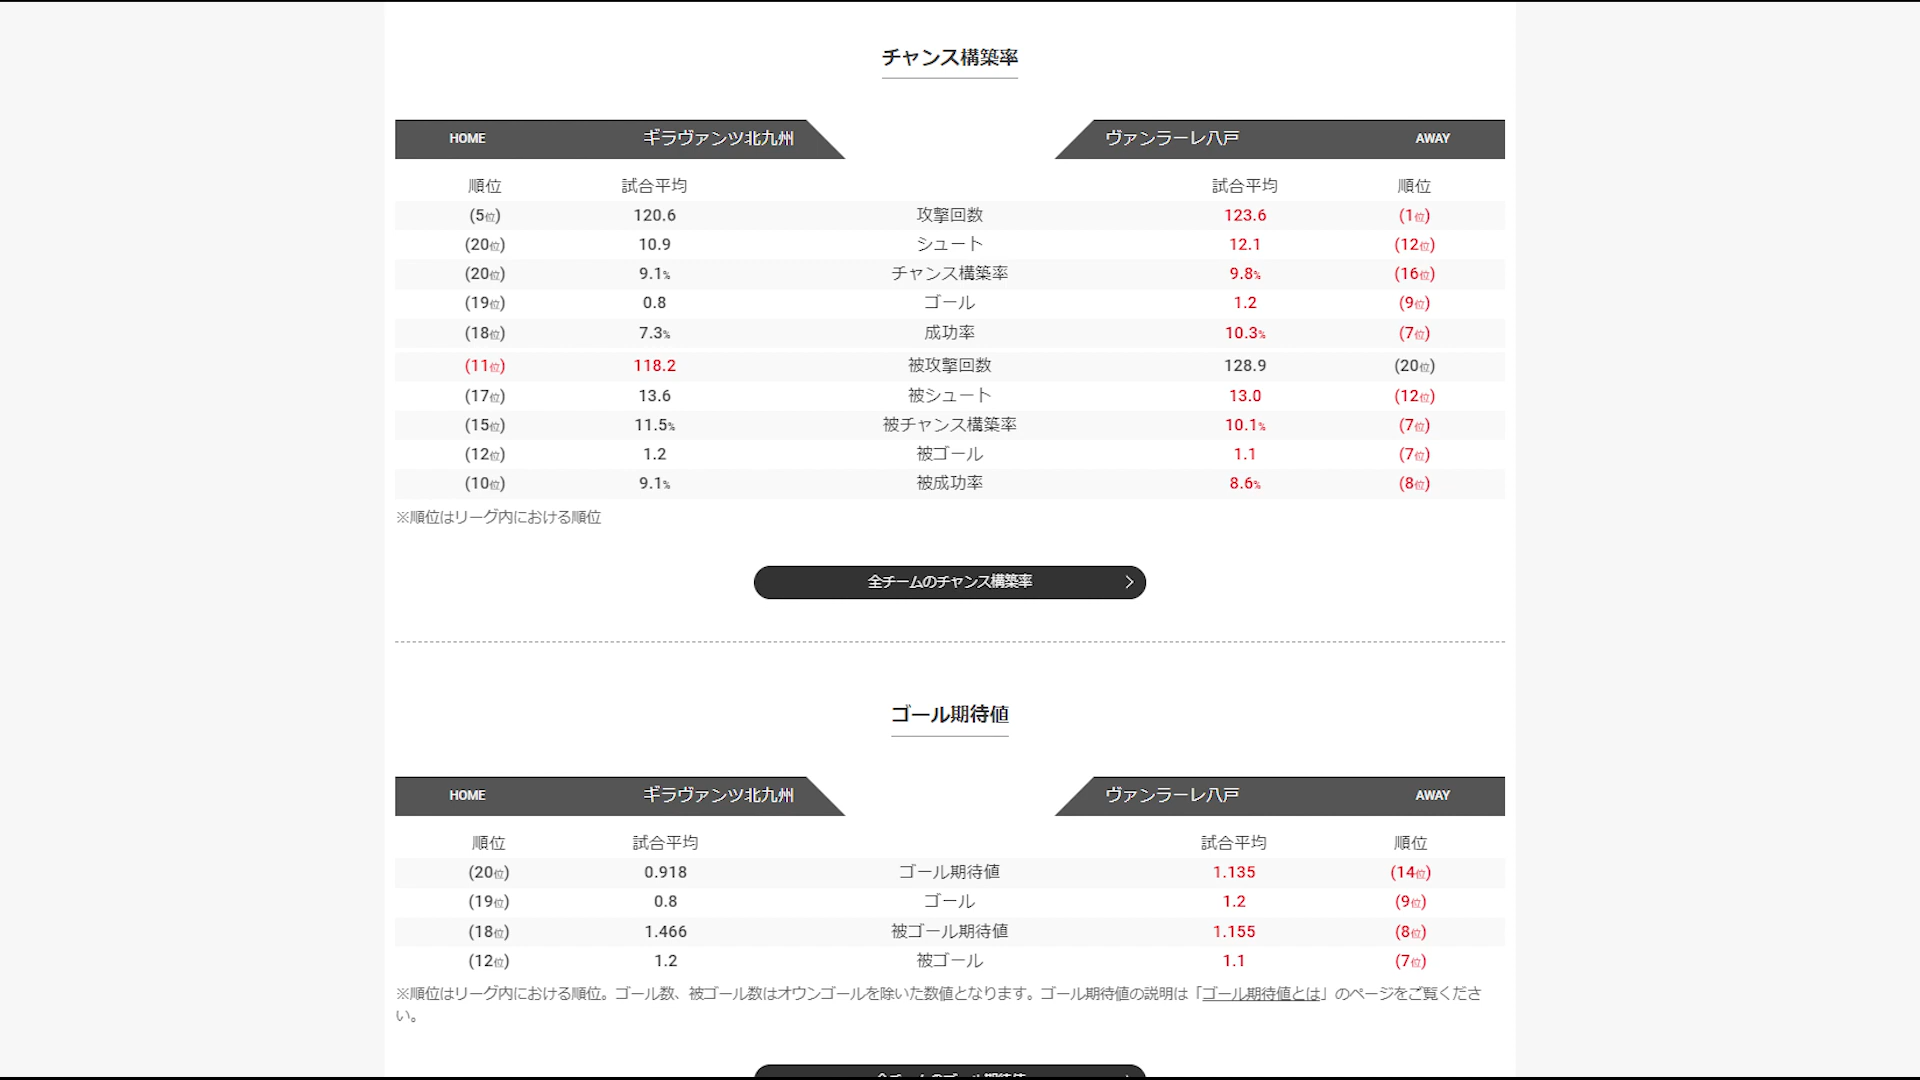 チャンス構築率
HOME ギラヴァンツ北九州 ヴァンラーレ八戸 AWAY
順位 試合平均 試合平均 順位
(5位) 120.6 攻撃回数 123.6 (1位)
(20位) 10.9 シュート 12.1 (12位)
(20位) 9.1% チャンス構築率 9.8% (16位)
(19位) 0.8 ゴール 1.2 (9位)
(18位) 7.3% 成功率 10.3% (7位)
(11位) 118.2 被攻撃回数 128.9 (20位)
(17位) 13.6 被シュート 13.0 (12位)
(15位) 11.5% 被チャンス構築率 10.1% (7位)
(12位) 1.2 被ゴール 1.1 (7位)
(10位) 9.1% 被成功率 8.6% (8位)
※順位はリーグ内における順位
全チームのチャンス構築率
ゴール期待値
HOME ギラヴァンツ北九州 ヴァンラーレ八戸 AWAY
順位 試合平均 試合平均 順位
(20位) 0.918 ゴール期待値 1.135 (14位)
(19位) 0.8 ゴール 1.2 (9位)
(18位) 1.466 被ゴール期待値 1.155 (8位)
(12位) 1.2 被ゴール 1.1 (7位)
※順位はリーグ内における順位。ゴール数、被ゴール数はオウンゴールを除いた数値となります。ゴール期待値の説明は「ゴール期待値とは」のページをご覧くださ
い。